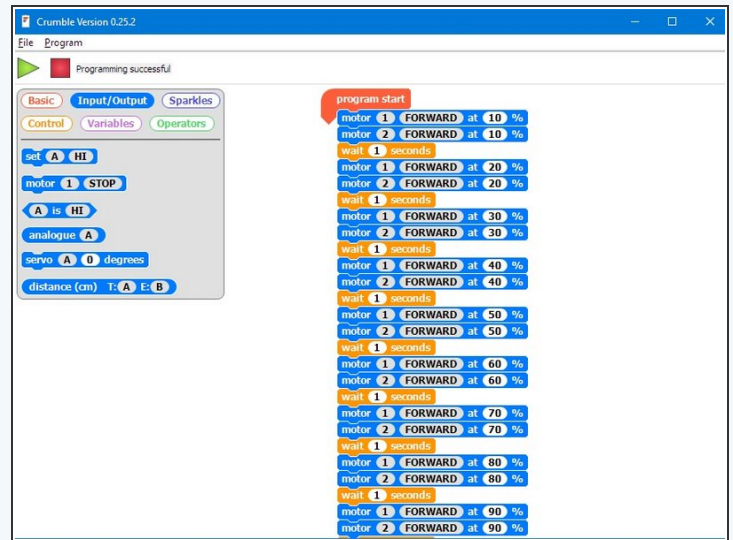 Crumble Version 0.25.2
File Program
Programming successful
Basic Input/Output Sparkles
Control Variables Operators
set A HI
motor 1 STOP
A is HI
analogue A
servo A 0 degrees
distance (cm) T: A E: B
program start
motor 1 FORWARD at 10 %
motor 2 FORWARD at 10 %
wait 1 seconds
motor 1 FORWARD at 20 %
motor 2 FORWARD at 20 %
wait 1 seconds
motor 1 FORWARD at 30 %
motor 2 FORWARD at 30 %
wait 1 seconds
motor 1 FORWARD at 40 %
motor 2 FORWARD at 40 %
wait 1 seconds
motor 1 FORWARD at 50 %
motor 2 FORWARD at 50 %
wait 1 seconds
motor 1 FORWARD at 60 %
motor 2 FORWARD at 60 %
wait 1 seconds
motor 1 FORWARD at 70 %
motor 2 FORWARD at 70 %
wait 1 seconds
motor 1 FORWARD at 80 %
motor 2 FORWARD at 80 %
wait 1 seconds
motor 1 FORWARD at 90 %
motor 2 FORWARD at 90 %